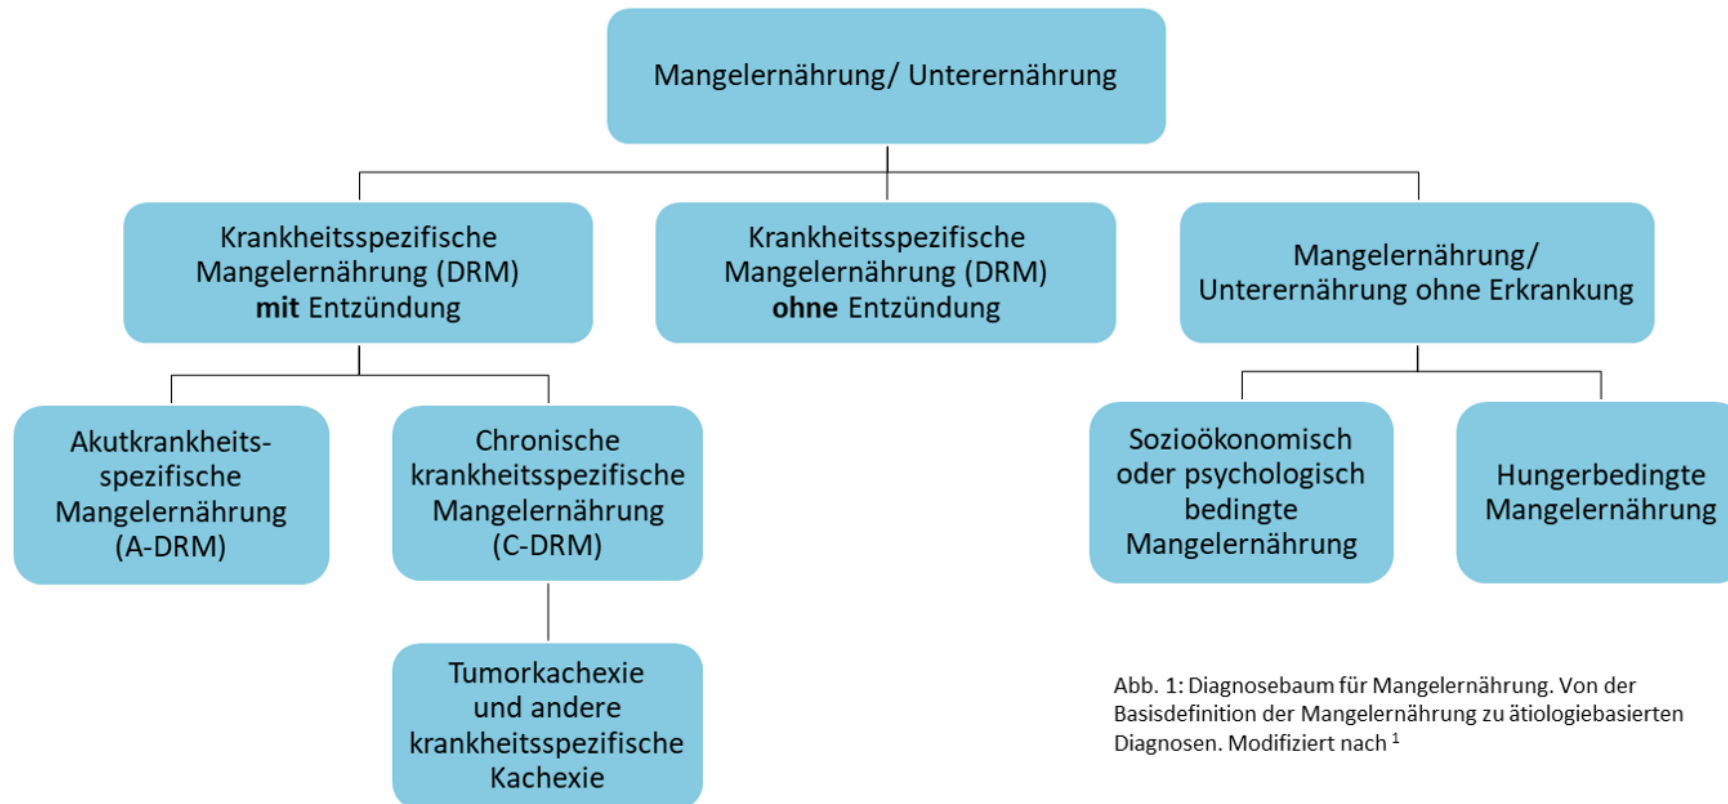 Mangelernährung/ Unterernährung
Krankheitsspezifische
Mangelernährung (DRM)
mit Entzündung
Krankheitsspezifische
Mangelernährung (DRM)
ohne Entzündung
Mangelernährung/
Unterernährung ohne Erkrankung
Akutkrankheits-
spezifische
Mangelernährung
(A-DRM)
Chronische
krankheitsspezifische
Mangelernährung
(C-DRM)
Sozioökonomisch
oder psychologisch
bedingte
Mangelernährung
Hungerbedingte
Mangelernährung
Tumorkachexie
und andere
krankheitsspezifische
Kachexie
Abb. 1: Diagnosebaum für Mangelernährung. Von der
Basisdefinition der Mangelernährung zu ätiologiebasierten
Diagnosen. Modifiziert nach ¹